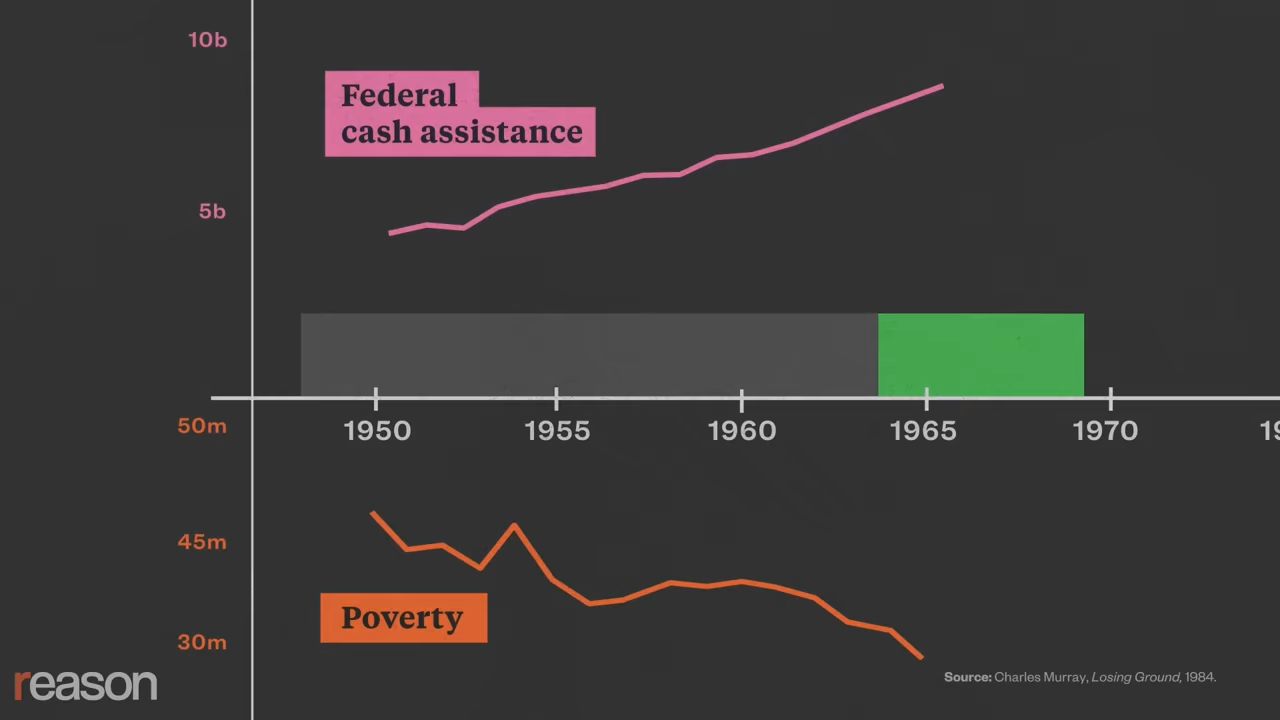 10b
Federal
cash assistance
5b
1950 1955 1960 1965 1970 19
50m
45m
Poverty
30m
reason
Source: Charles Murray, Losing Ground, 1984.